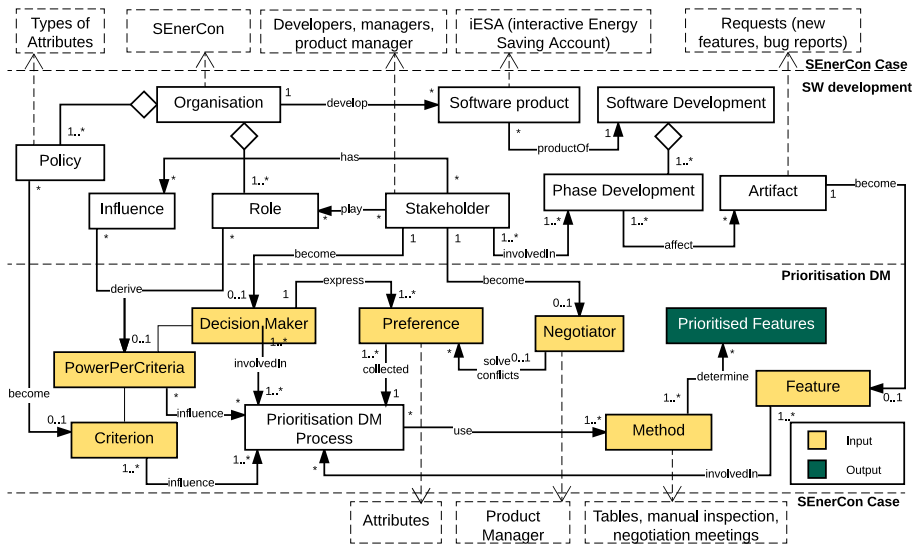 Types of
Attributes
SEnerCon
Developers, managers,
product manager
iESA (interactive Energy
Saving Account)
Requests (new
features, bug reports)
SEnerCon Case
SW development
Organisation
1
develop
*
Software product
Software Development
1..*
*
productOf
1
Policy
*
has
*
*
1..*
1..*
Phase Development
Artifact
1
become
Influence
Role
play
Stakeholder
*
*
*
*
1
1
1..*
involvedIn
1..*
1..*
affect
*
become
Prioritisation DM
derive
become
0..1
1
express
1..*
0..1
Decision Maker
Preference
Negotiator
Prioritised Features
0..1
1..*
1..*
*
0..1
*
PowerPerCriteria
involvedIn
collected
solve
conflicts
determine
Feature
become
*
influence
*
1..*
1
*
1..*
1..*
0..1
1..*
0..1
Criterion
Prioritisation DM
Process
use
Method
1..*
influence
1..*
*
involvedIn
Input
Output
SEnerCon Case
Attributes
Product
Manager
Tables, manual inspection,
negotiation meetings